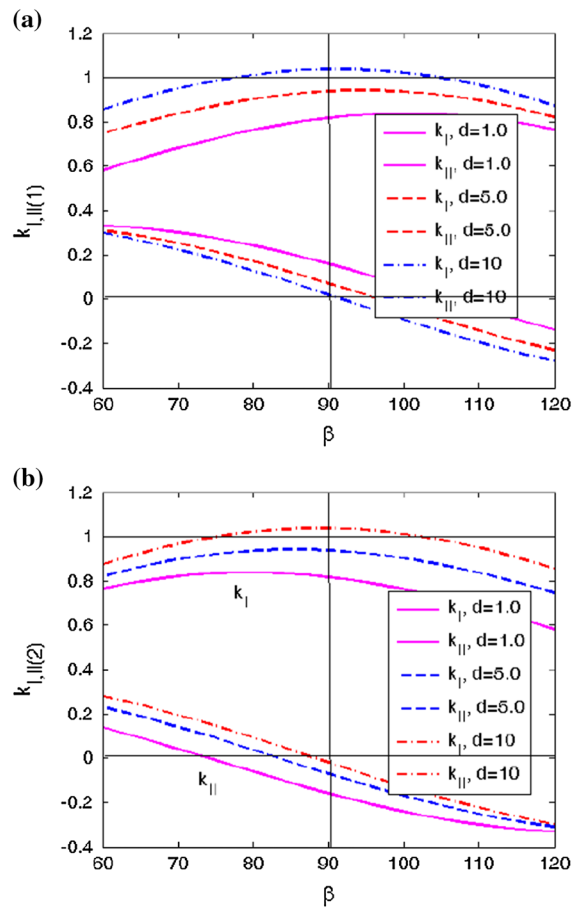 (a)
1.2
1
0.8
0.6
0.4
0.2
0
-0.2
-0.4
k_I,II(1)
k_I, d=1.0
k_II, d=1.0
k_I, d=5.0
k_II, d=5.0
k_I, d=10
k_II, d=10
60 70 80 90 100 110 120
β
(b)
1.2
1
0.8
0.6
0.4
0.2
0
-0.2
-0.4
k_I,II(2)
k_I
k_II
k_I, d=1.0
k_II, d=1.0
k_I, d=5.0
k_II, d=5.0
k_I, d=10
k_II, d=10
60 70 80 90 100 110 120
β